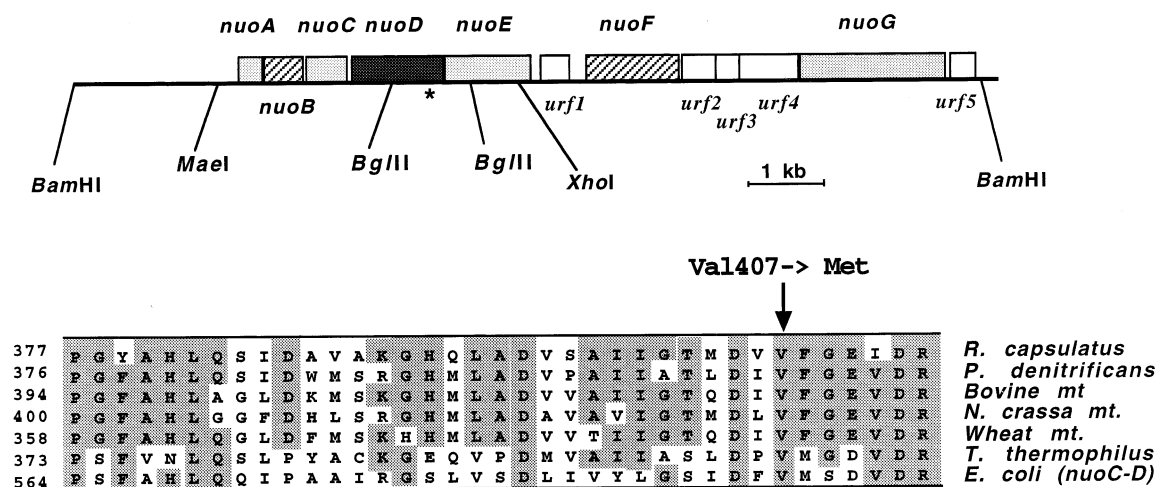 nuoA nuoC nuoD nuoE nuoF nuoG
nuoB * urf1 urf2 urf3 urf4 urf5
BamHI MaeI BglII BglII XhoI 1 kb BamHI
Val407-> Met
377 P G Y A H L Q S I D A V A K G H Q L A D V S A I I G T M D V V F G E I D R R. capsulatus
376 P G F A H L Q S I D W M S R G H M L A D V P A I I A T L D I V F G E V D R P. denitrificans
394 P G F A H L A G L D K M S K G H M L A D V V A I I G T Q D I V F G E V D R Bovine mt
400 P G F A H L G G F D H L S R G H M L A D A V A V I G T M D L V F G E V D R N. crassa mt.
358 P G F A H L Q G L D F M S K H H M L A D V V T I I G T Q D I V F G E V D R Wheat mt.
373 P S F V N L Q S L P Y A C K G E Q V P D M V A I I A S L D P V M G D V D R T. thermophilus
564 P S F A H L Q Q I P A A I R G S L V S D L I V Y L G S I D F V M S D V D R E. coli (nuoC-D)